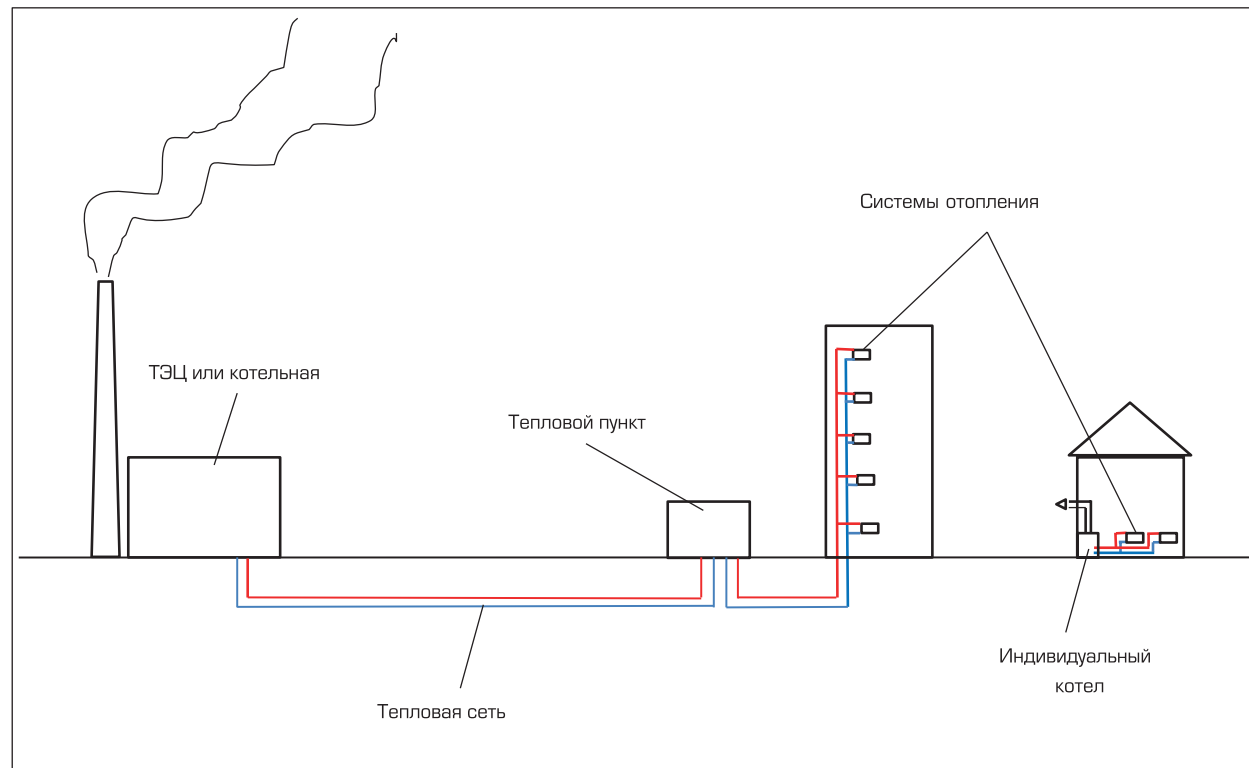 Системы отопления
ТЭЦ или котельная
Тепловой пункт
Индивидуальный
котел
Тепловая сеть